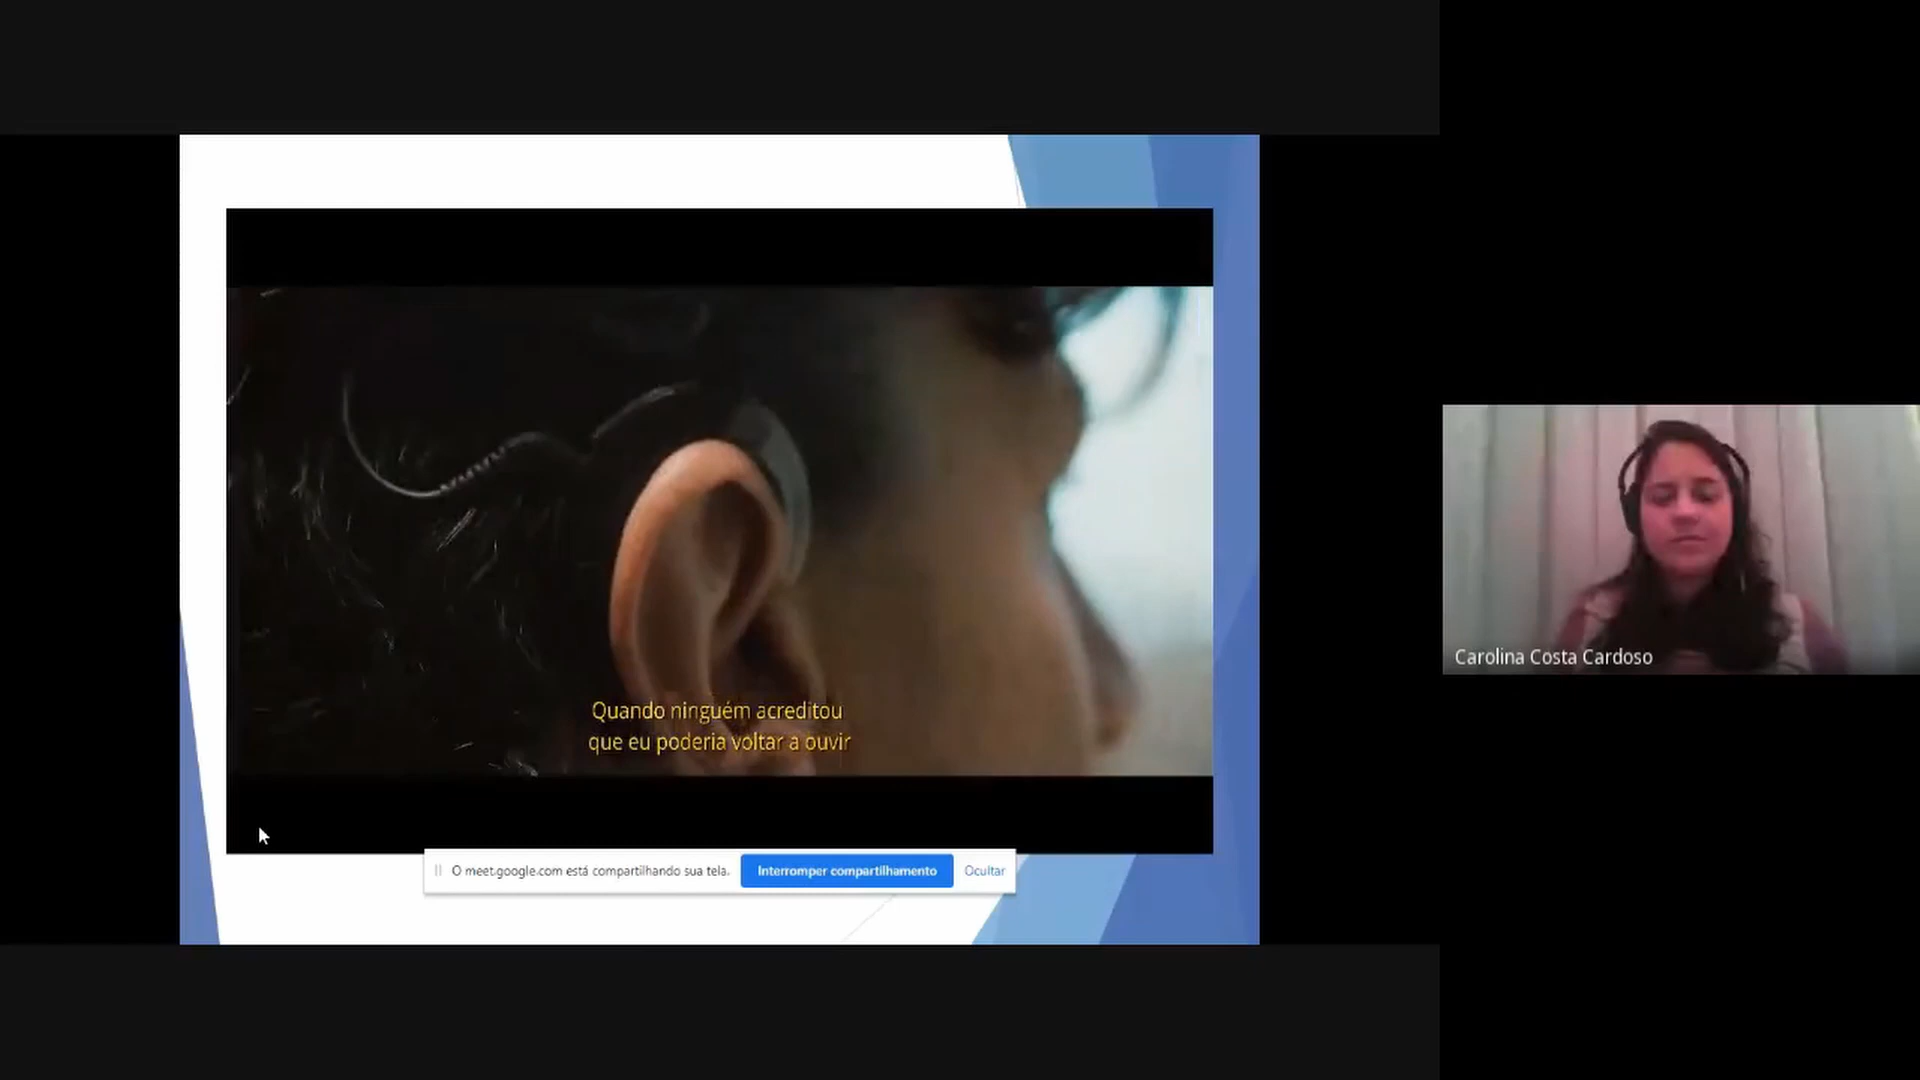 Quando ninguém acreditou
que eu poderia voltar a ouvir
O meet.google.com está compartilhando sua tela.
Interromper compartilhamento
Ocultar
Carolina Costa Cardoso